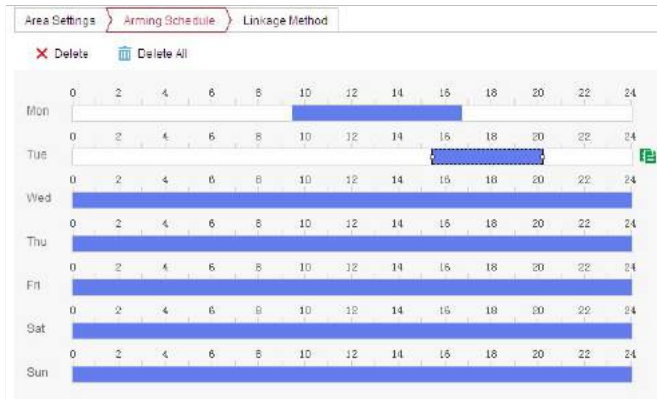 Area Settings Arming Schedule Linkage Method
Delete Delete All
0 2 4 6 8 10 12 14 16 18 20 22 24
Mon
0 2 4 6 8 10 12 14 16 18 20 22 24
Tue
0 2 4 6 8 10 12 14 16 18 20 22 24
Wed
0 2 4 6 8 10 12 14 16 18 20 22 24
Thu
0 2 4 6 8 10 12 14 16 18 20 22 24
Fri
0 2 4 6 8 10 12 14 16 18 20 22 24
Sat
0 2 4 6 8 10 12 14 16 18 20 22 24
Sun